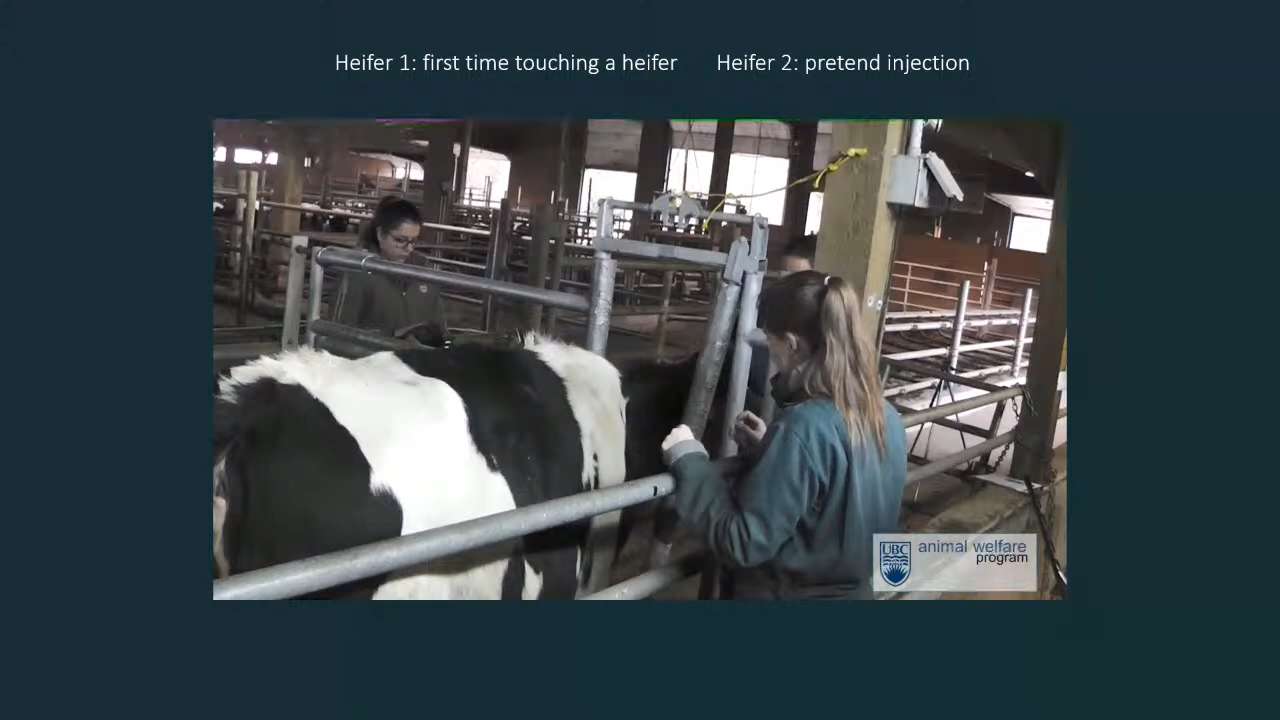 Heifer 1: first time touching a heifer Heifer 2: pretend injection
UBC animal welfare
program